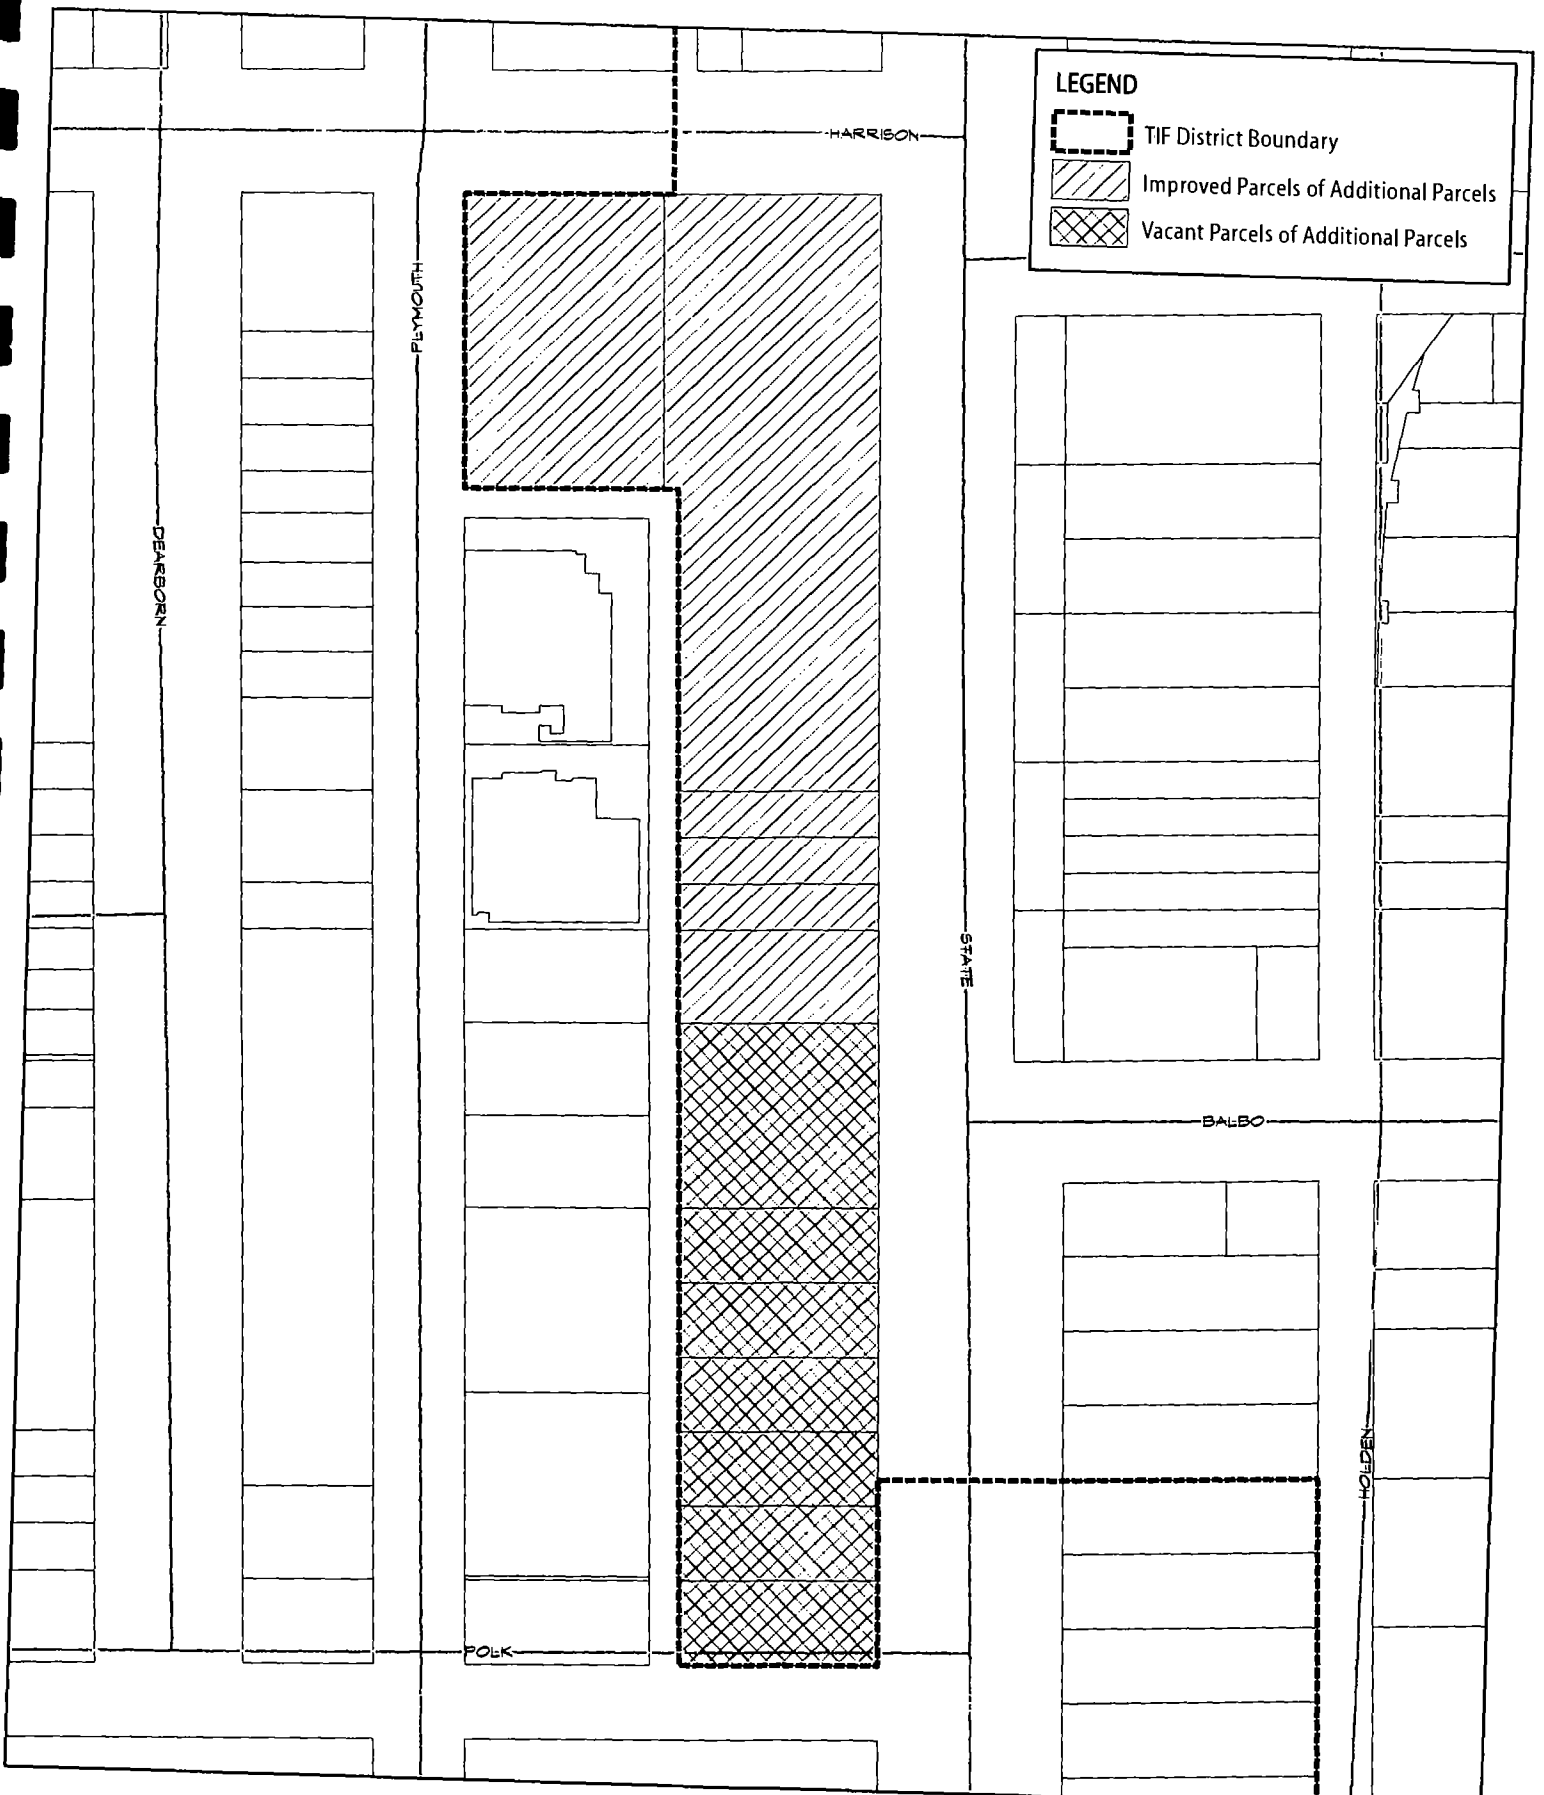 LEGEND
TIF District Boundary
Improved Parcels of Additional Parcels
Vacant Parcels of Additional Parcels
HARRISON
PLYMOUTH
DEARBORN
STATE
BALBO
HOLDEN
POLK